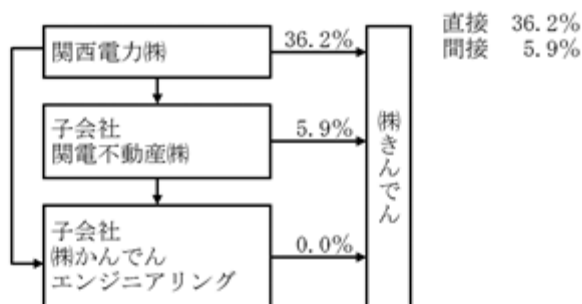 関西電力㈱
36.2%
子会社
関電不動産㈱
5.9%
子会社
㈱かんでん
エンジニアリング
0.0%
㈱きんでん
直接 36.2%
間接 5.9%